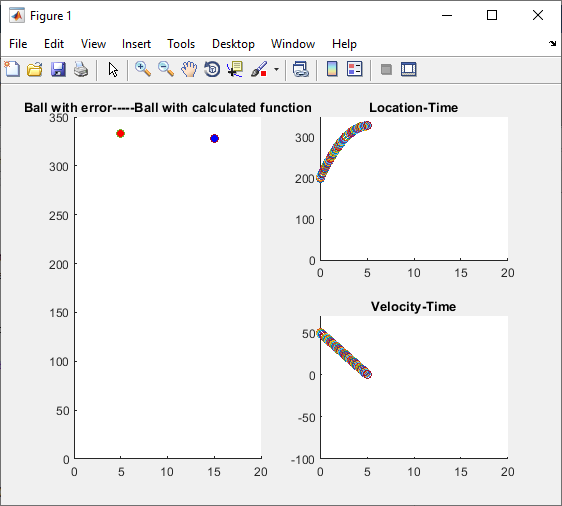 Figure 1
File Edit View Insert Tools Desktop Window Help
Ball with error-----Ball with calculated function
350
300
250
200
150
100
50
0
0 5 10 15 20
Location-Time
300
200
100
0
0 5 10 15 20
Velocity-Time
50
0
-50
-100
0 5 10 15 20